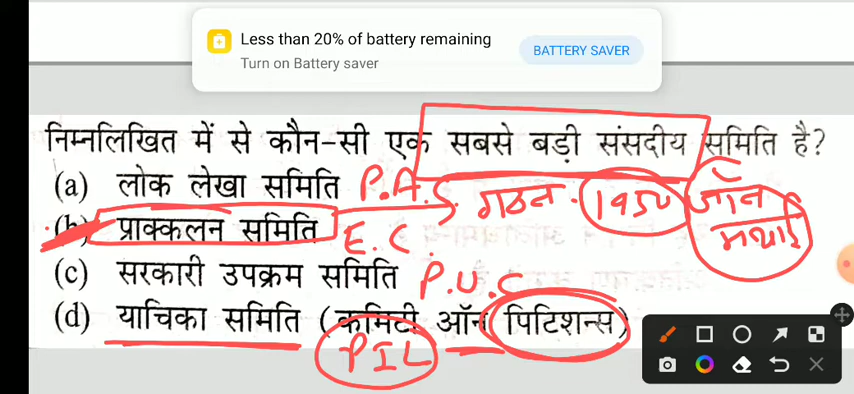 Less than 20% of battery remaining
Turn on Battery saver
BATTERY SAVER
निम्नलिखित में से कौन-सी एक सबसे बड़ी संसदीय समिति है?
(a) लोक लेखा समिति P.A.
गठन. 1950 जॉन मथाई
(b) प्राक्कलन समिति E.C.
(c) सरकारी उपक्रम समिति P.U.C
(d) याचिका समिति (कमिटी ऑन पिटिशन्स)
PIL